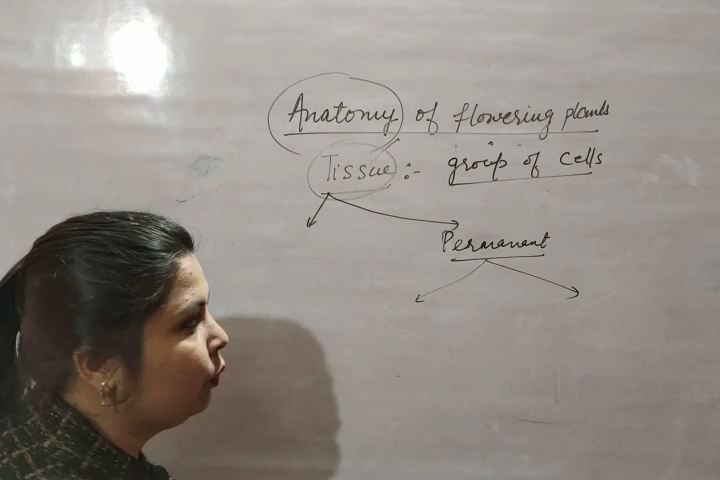 Anatomy of flowering plants
Tissue :- group of cells
Permanent